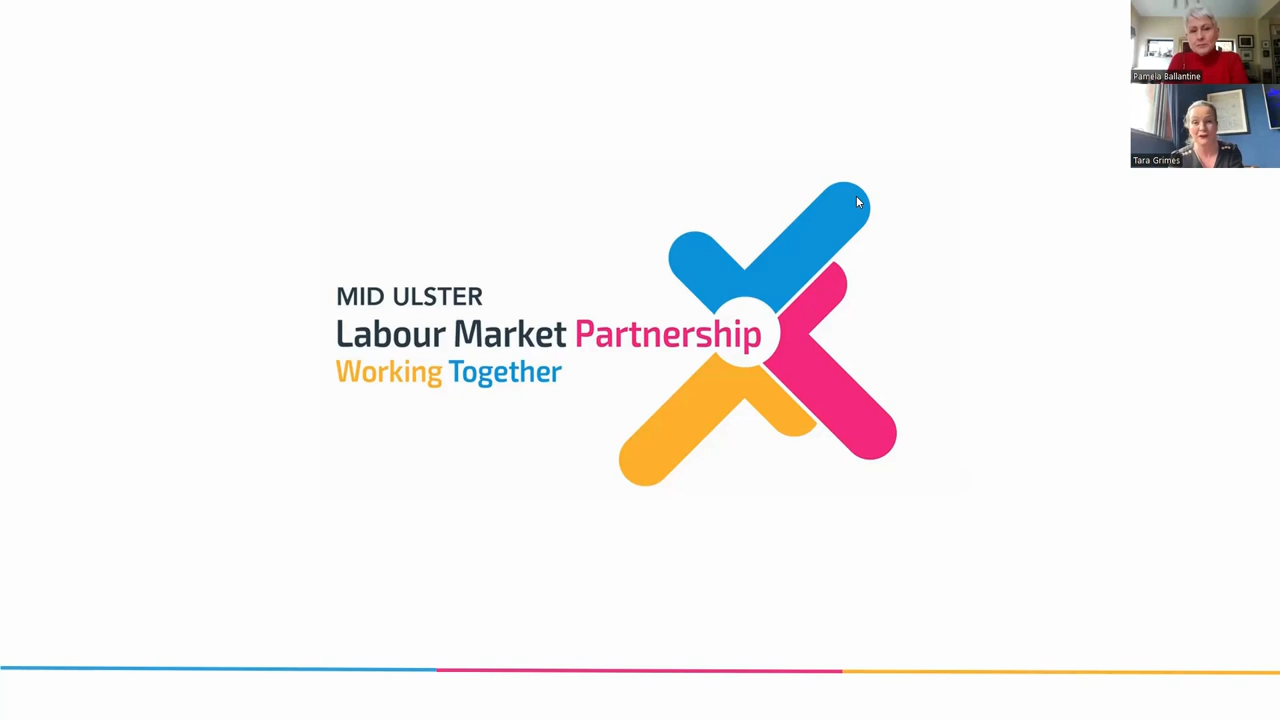 Pamela Ballantine
Tara Grimes
MID ULSTER
Labour Market Partnership
Working Together